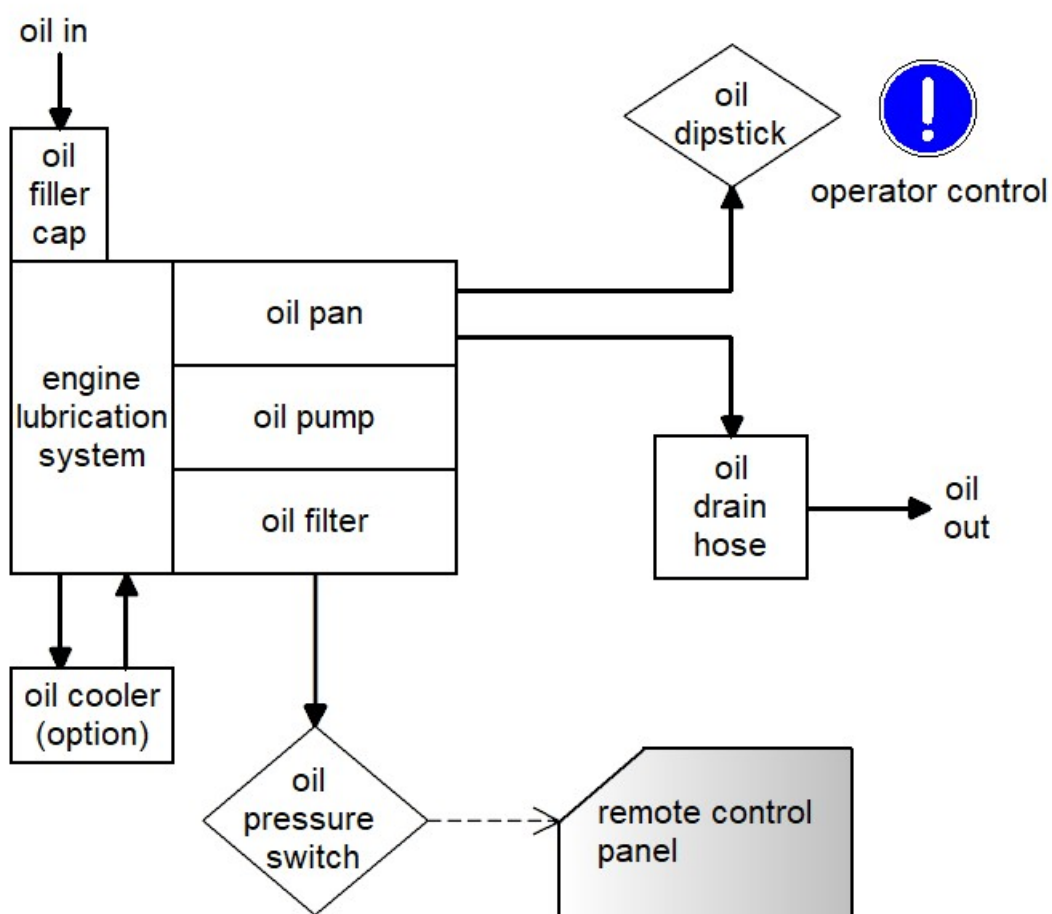 oil in
oil
filler
cap
oil
dipstick
operator control
engine
lubrication
system
oil pan
oil pump
oil filter
oil
drain
hose
oil
out
oil cooler
(option)
oil
pressure
switch
remote control
panel